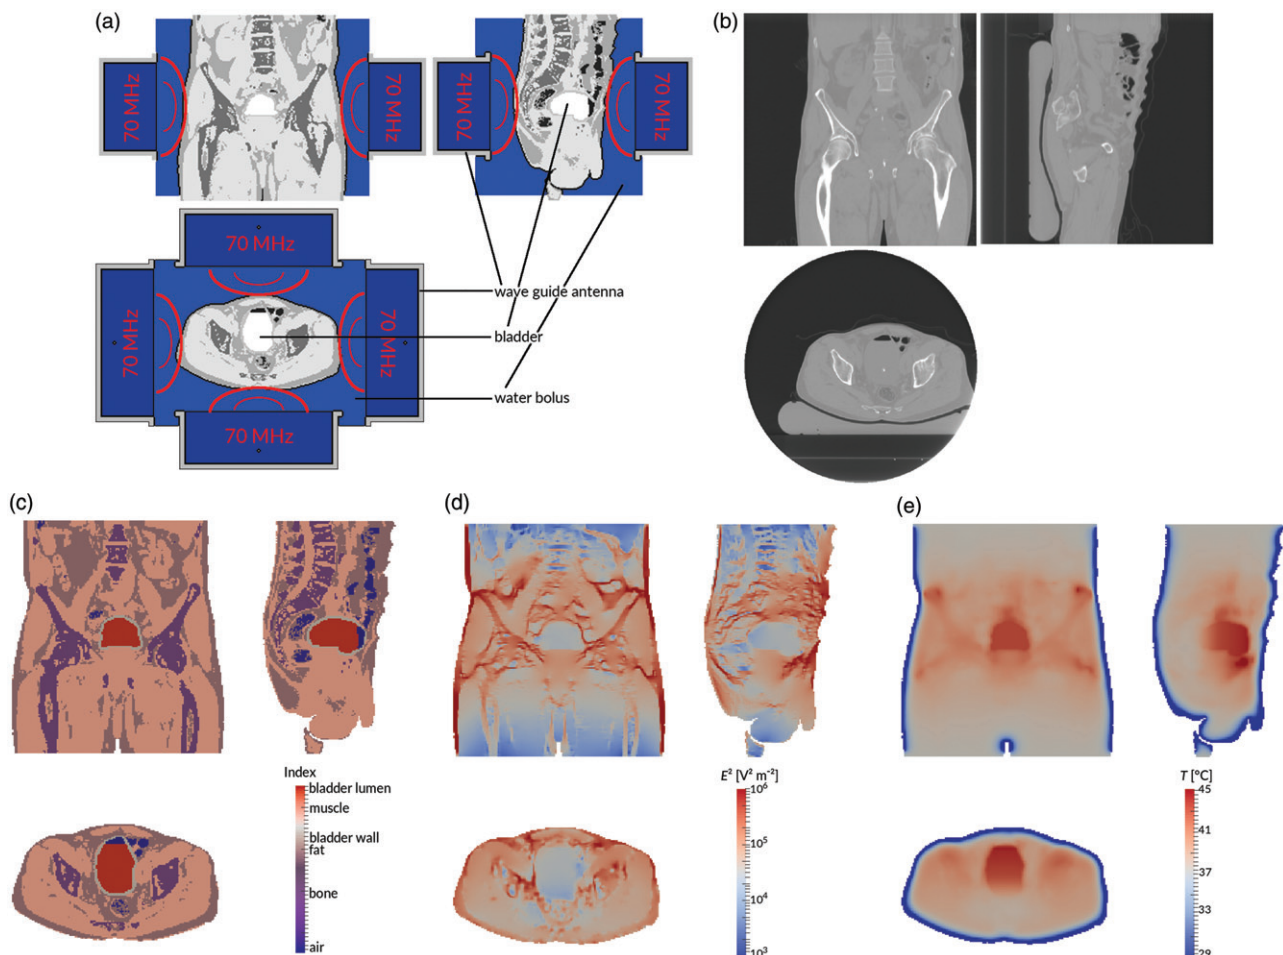 (a)
70 MHz
70 MHz
70 MHz
70 MHz
70 MHz
70 MHz
70 MHz
70 MHz
wave guide antenna
bladder
water bolus
(b)
(c)
Index
bladder lumen
muscle
bladder wall
fat
bone
air
(d)
E² [V² m⁻²]
10⁶
10⁵
10⁴
10³
(e)
T [°C]
45
41
37
33
29